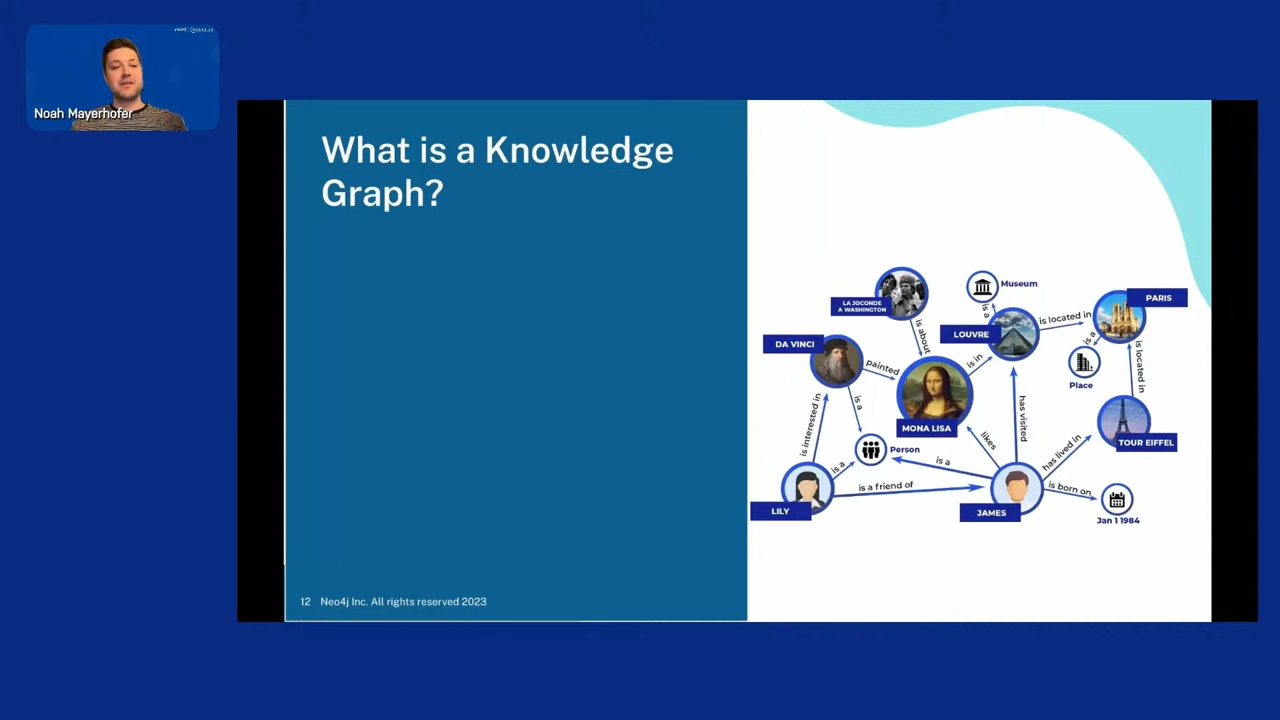 Noah Mayerhofer
What is a Knowledge
Graph?
LA JOCONDE
A WASHINGTON
Museum
PARIS
is a
is located in
LOUVRE
is about
DA VINCI
is a
painted
is in
Place
is located in
MONA LISA
is a
is interested in
likes
has visited
TOUR EIFFEL
Person
has lived in
is a
is a
is a friend of
is born on
LILY
JAMES
Jan 1 1984
12 Neo4j Inc. All rights reserved 2023